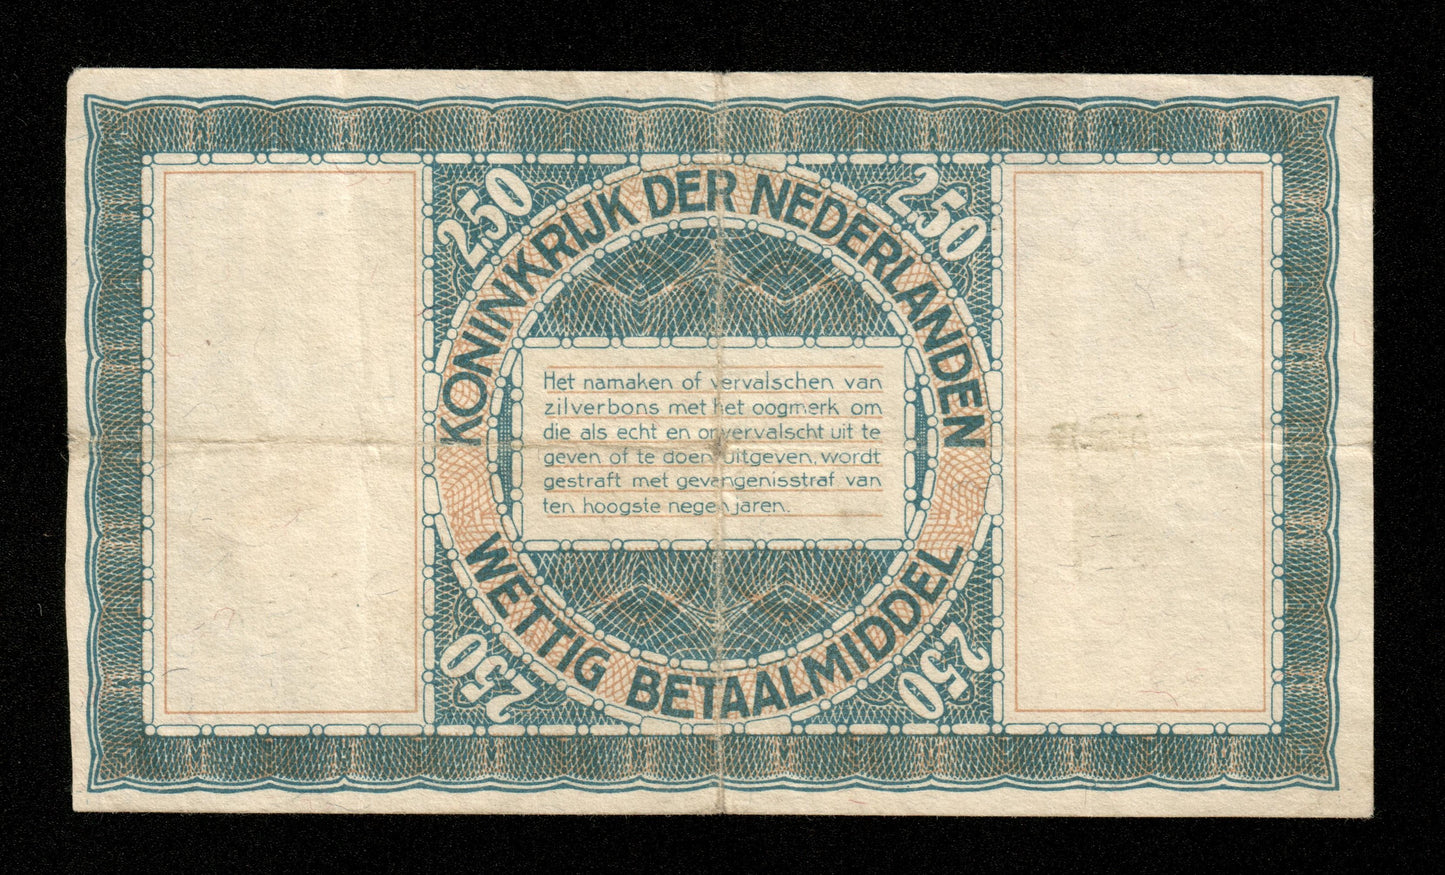 2.50
2.50
KONINKRIJK DER NEDERLANDEN
Het namaken of vervalschen van
zilverbons met het oogmerk om
die als echt en onvervalscht uit te
geven of te doen uitgeven, wordt
gestraft met gevangenisstraf van
ten hoogste negen jaren.
WETTIG BETAALMIDDEL
2.50
2.50